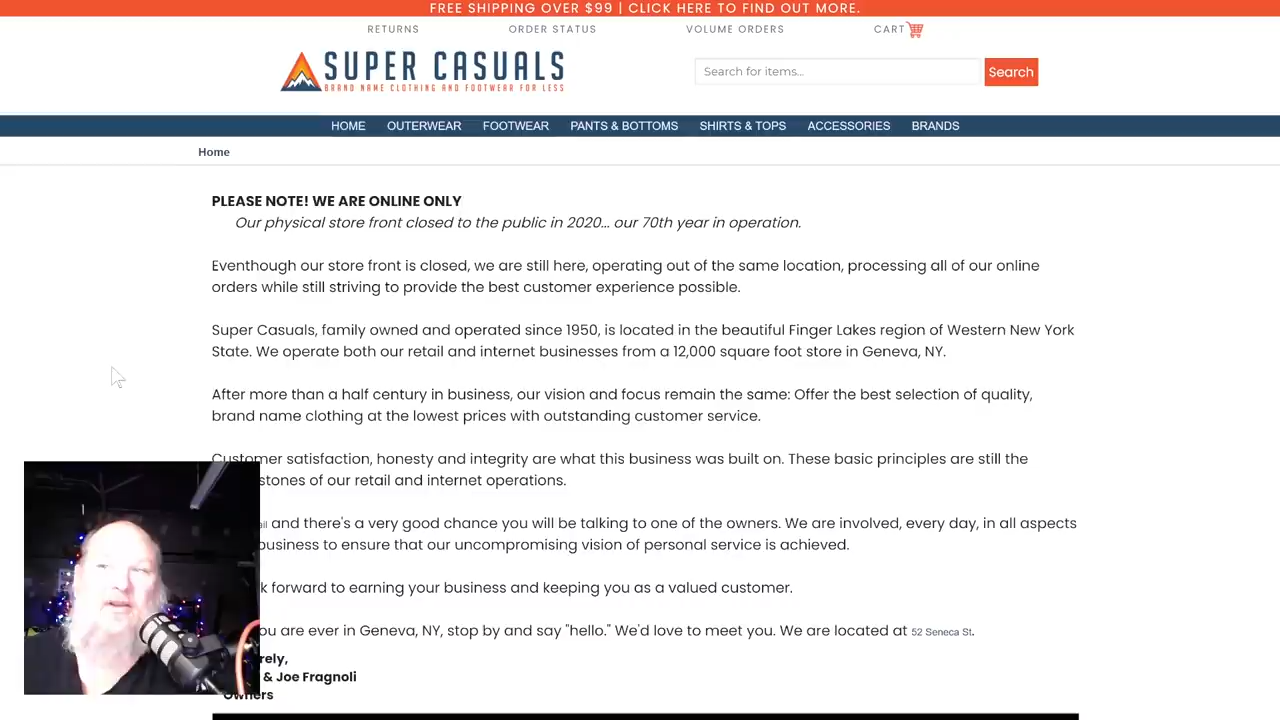 FREE SHIPPING OVER $99 | CLICK HERE TO FIND OUT MORE.
RETURNS ORDER STATUS VOLUME ORDERS CART
SUPER CASUALS
BRAND NAME CLOTHING AND FOOTWEAR FOR LESS
Search for items... Search
HOME OUTERWEAR FOOTWEAR PANTS & BOTTOMS SHIRTS & TOPS ACCESSORIES BRANDS
Home
PLEASE NOTE! WE ARE ONLINE ONLY
Our physical store front closed to the public in 2020... our 70th year in operation.
Eventhough our store front is closed, we are still here, operating out of the same location, processing all of our online
orders while still striving to provide the best customer experience possible.
Super Casuals, family owned and operated since 1950, is located in the beautiful Finger Lakes region of Western New York
State. We operate both our retail and internet businesses from a 12,000 square foot store in Geneva, NY.
After more than a half century in business, our vision and focus remain the same: Offer the best selection of quality,
brand name clothing at the lowest prices with outstanding customer service.
Customer satisfaction, honesty and integrity are what this business was built on. These basic principles are still the
stones of our retail and internet operations.
and there's a very good chance you will be talking to one of the owners. We are involved, every day, in all aspects
business to ensure that our uncompromising vision of personal service is achieved.
forward to earning your business and keeping you as a valued customer.
you are ever in Geneva, NY, stop by and say "hello." We'd love to meet you. We are located at 52 Seneca St.
& Joe Fragnoli
Owners